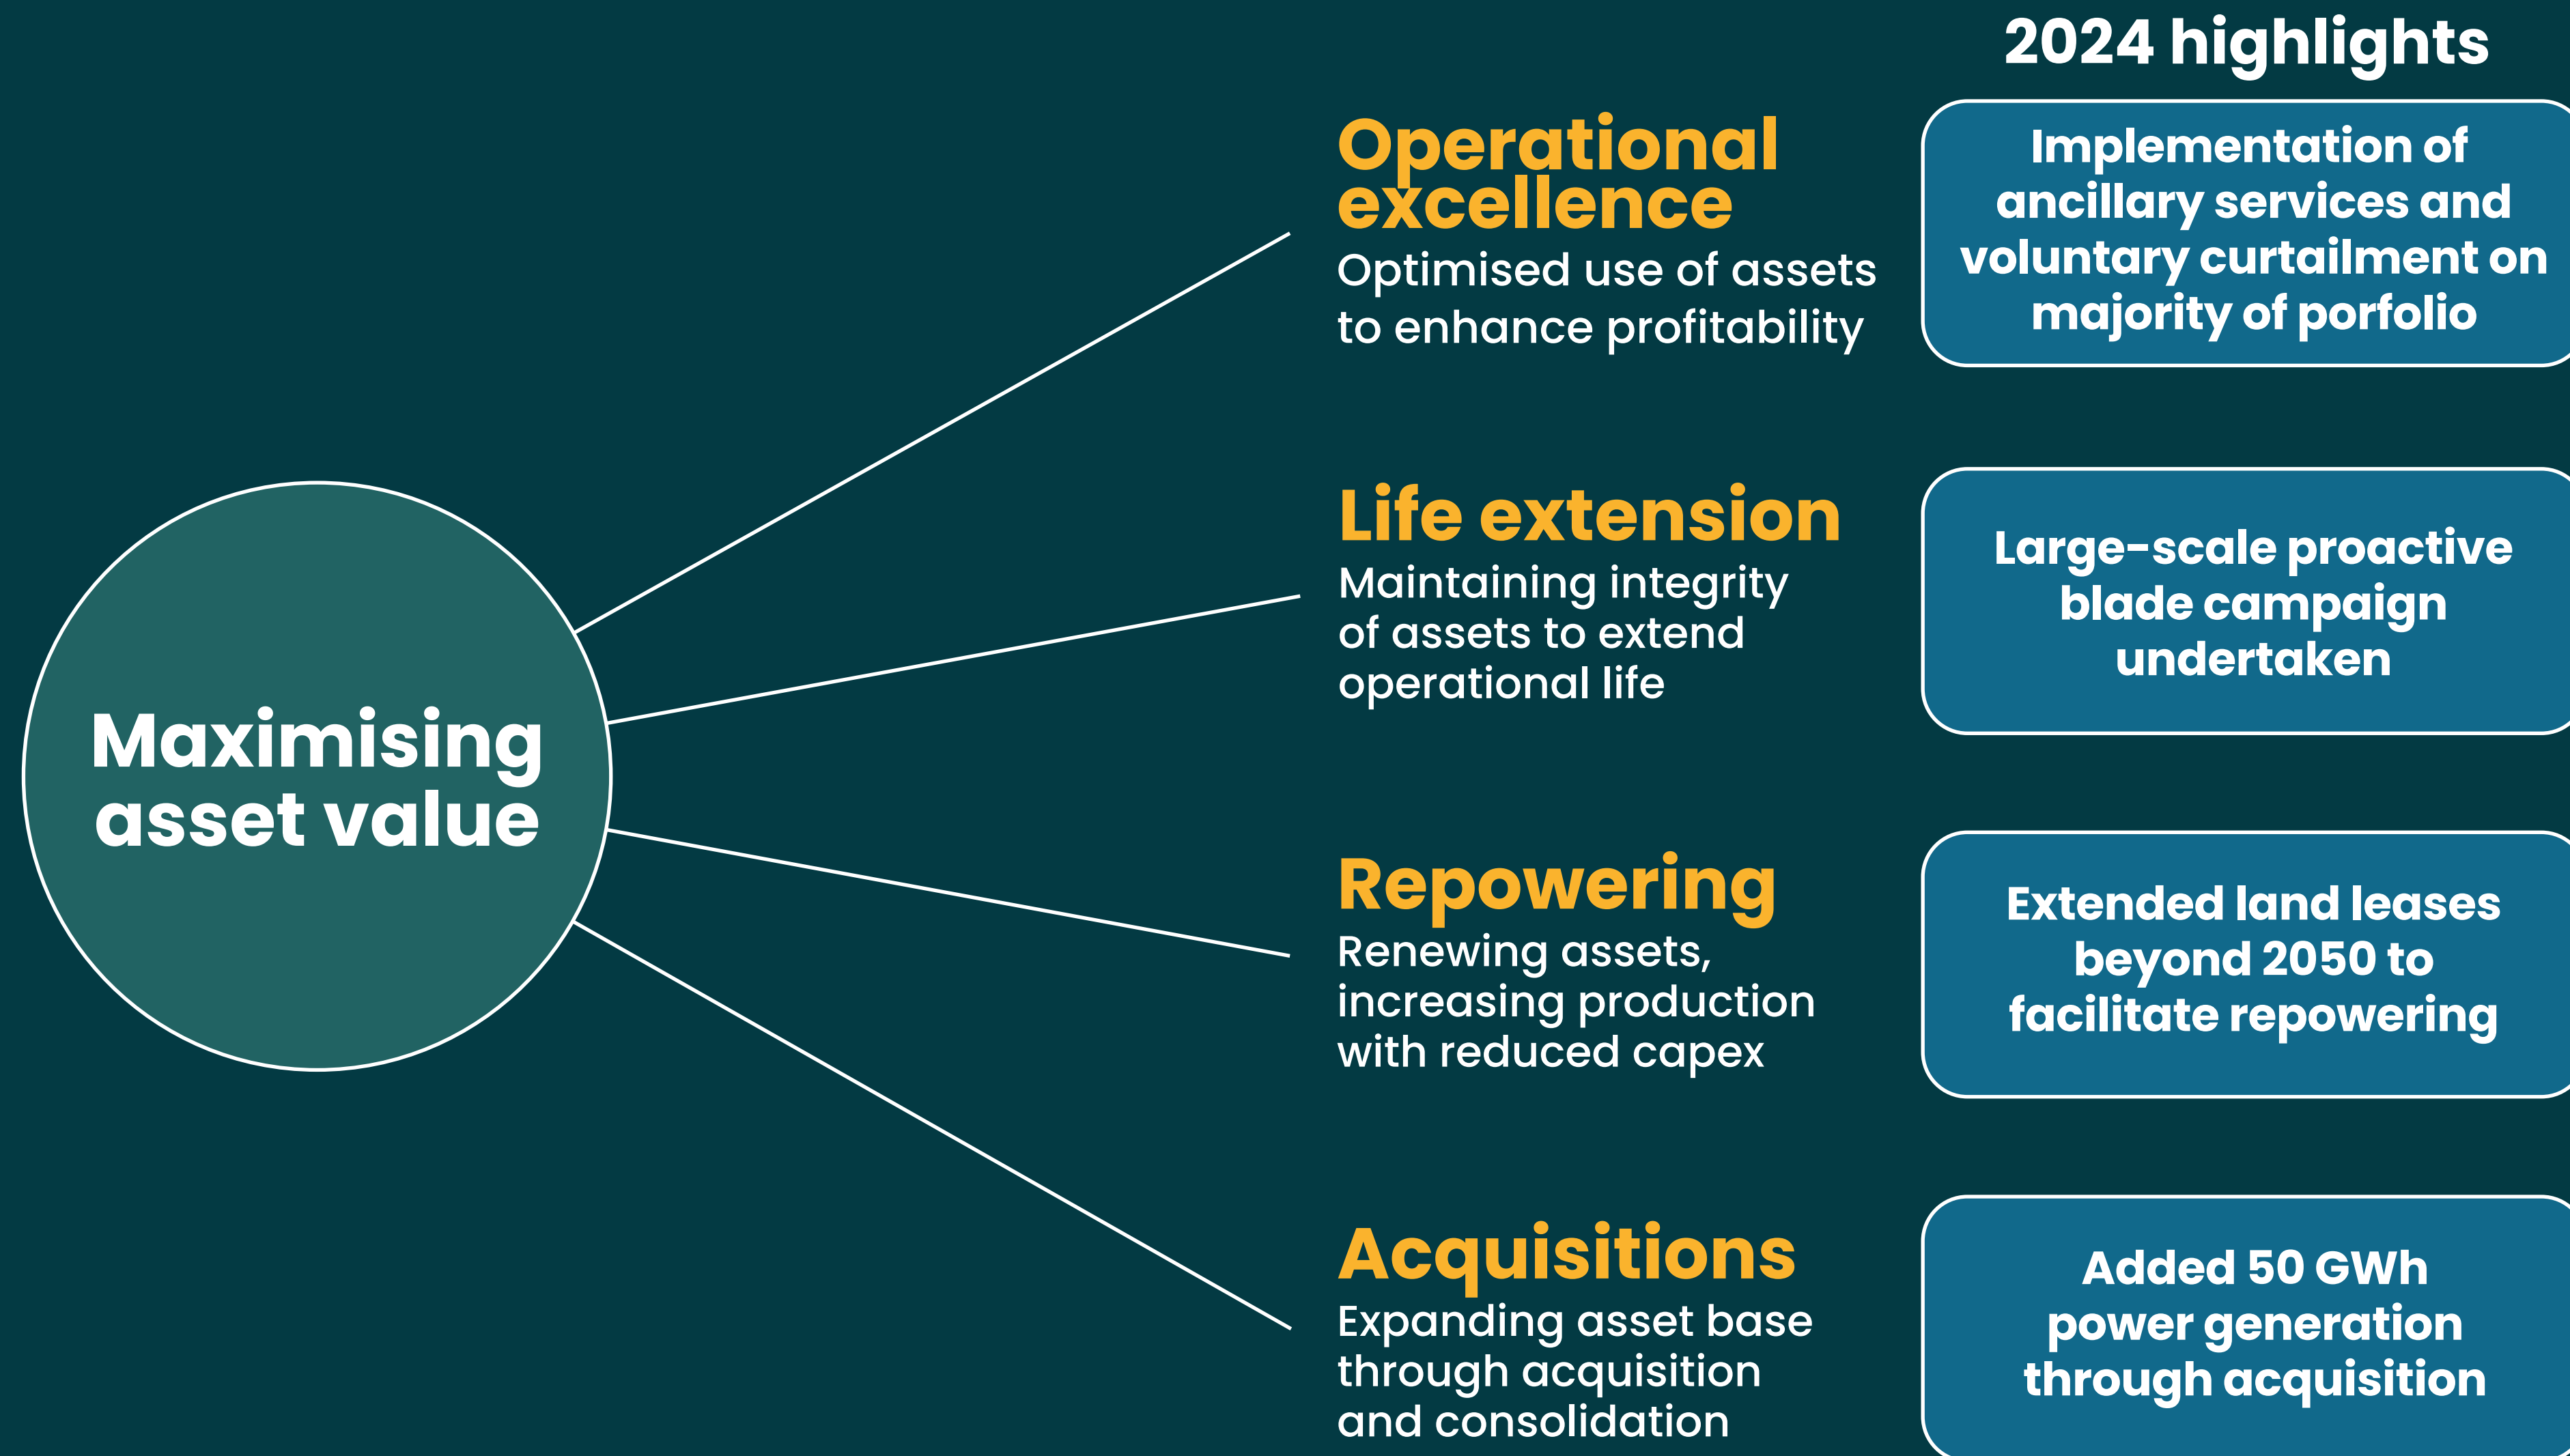 2024 highlights
Maximising
asset value
Operational
excellence
Optimised use of assets
to enhance profitability
Implementation of
ancillary services and
voluntary curtailment on
majority of porfolio
Life extension
Maintaining integrity
of assets to extend
operational life
Large-scale proactive
blade campaign
undertaken
Repowering
Renewing assets,
increasing production
with reduced capex
Extended land leases
beyond 2050 to
facilitate repowering
Acquisitions
Expanding asset base
through acquisition
and consolidation
Added 50 GWh
power generation
through acquisition